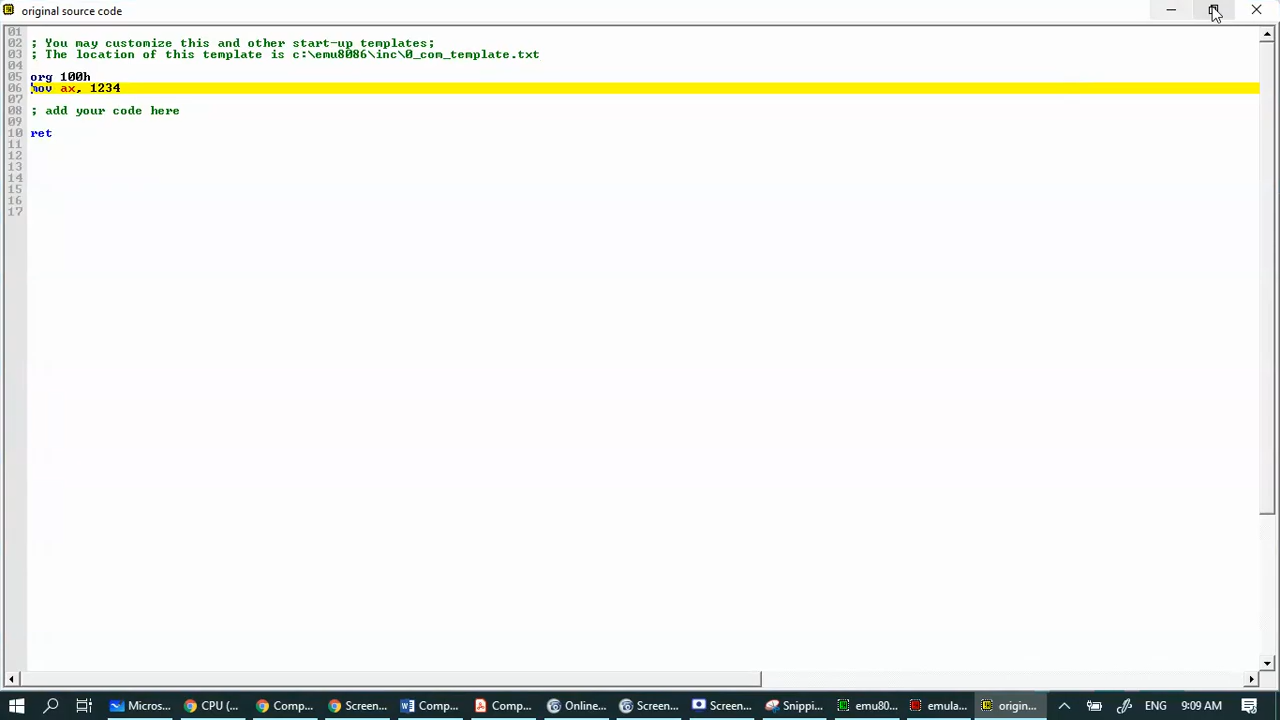 original source code
01
02 ; You may customize this and other start-up templates;
03 ; The location of this template is c:\emu8086\inc\0_com_template.txt
04
05 org 100h
06 mov ax, 1234
07
08 ; add your code here
09
10 ret
11
12
13
14
15
16
17
Micros... CPU (... Comp... Screen... Comp... Comp... Online... Screen... Screen... Snippi... emu80... emula... origin... ENG 9:09 AM